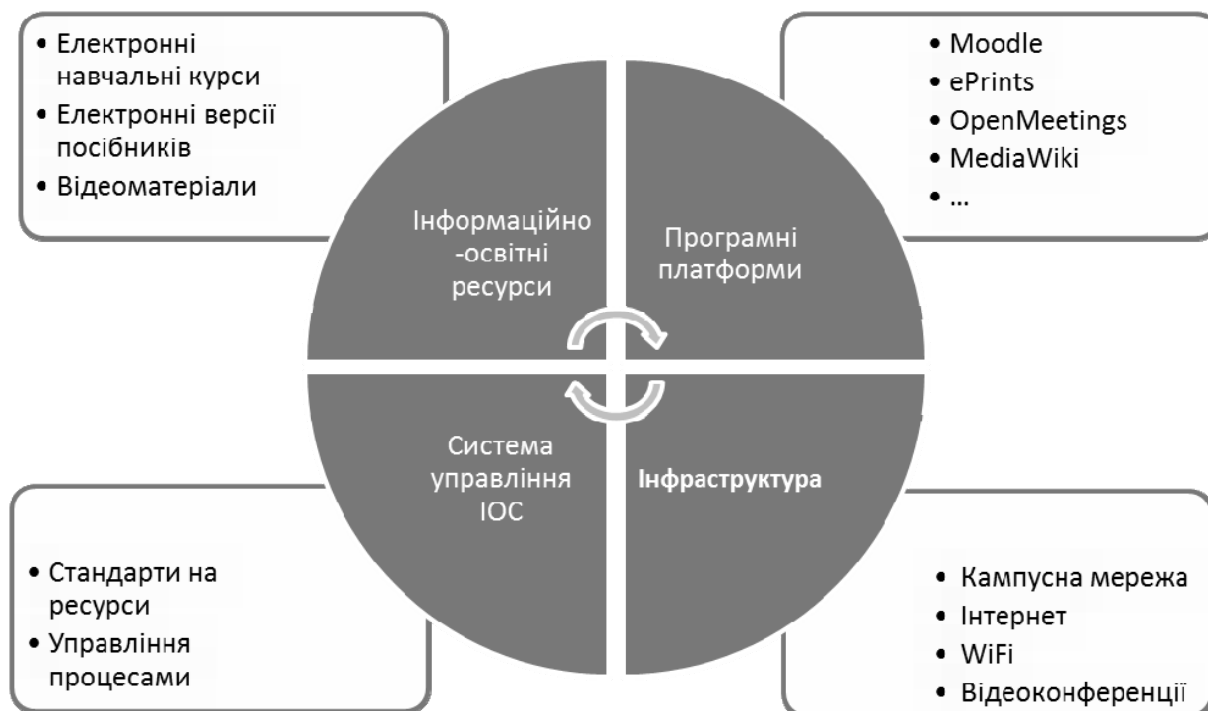 • Електронні
навчальні курси
• Електронні версії
посібників
• Відеоматеріали
• Moodle
• ePrints
• OpenMeetings
• MediaWiki
• ...
Інформаційно
-освітні
ресурси
Програмні
платформи
Система
управління
ІОС
Інфраструктура
• Стандарти на
ресурси
• Управління
процесами
• Кампусна мережа
• Інтернет
• WiFi
• Відеоконференції